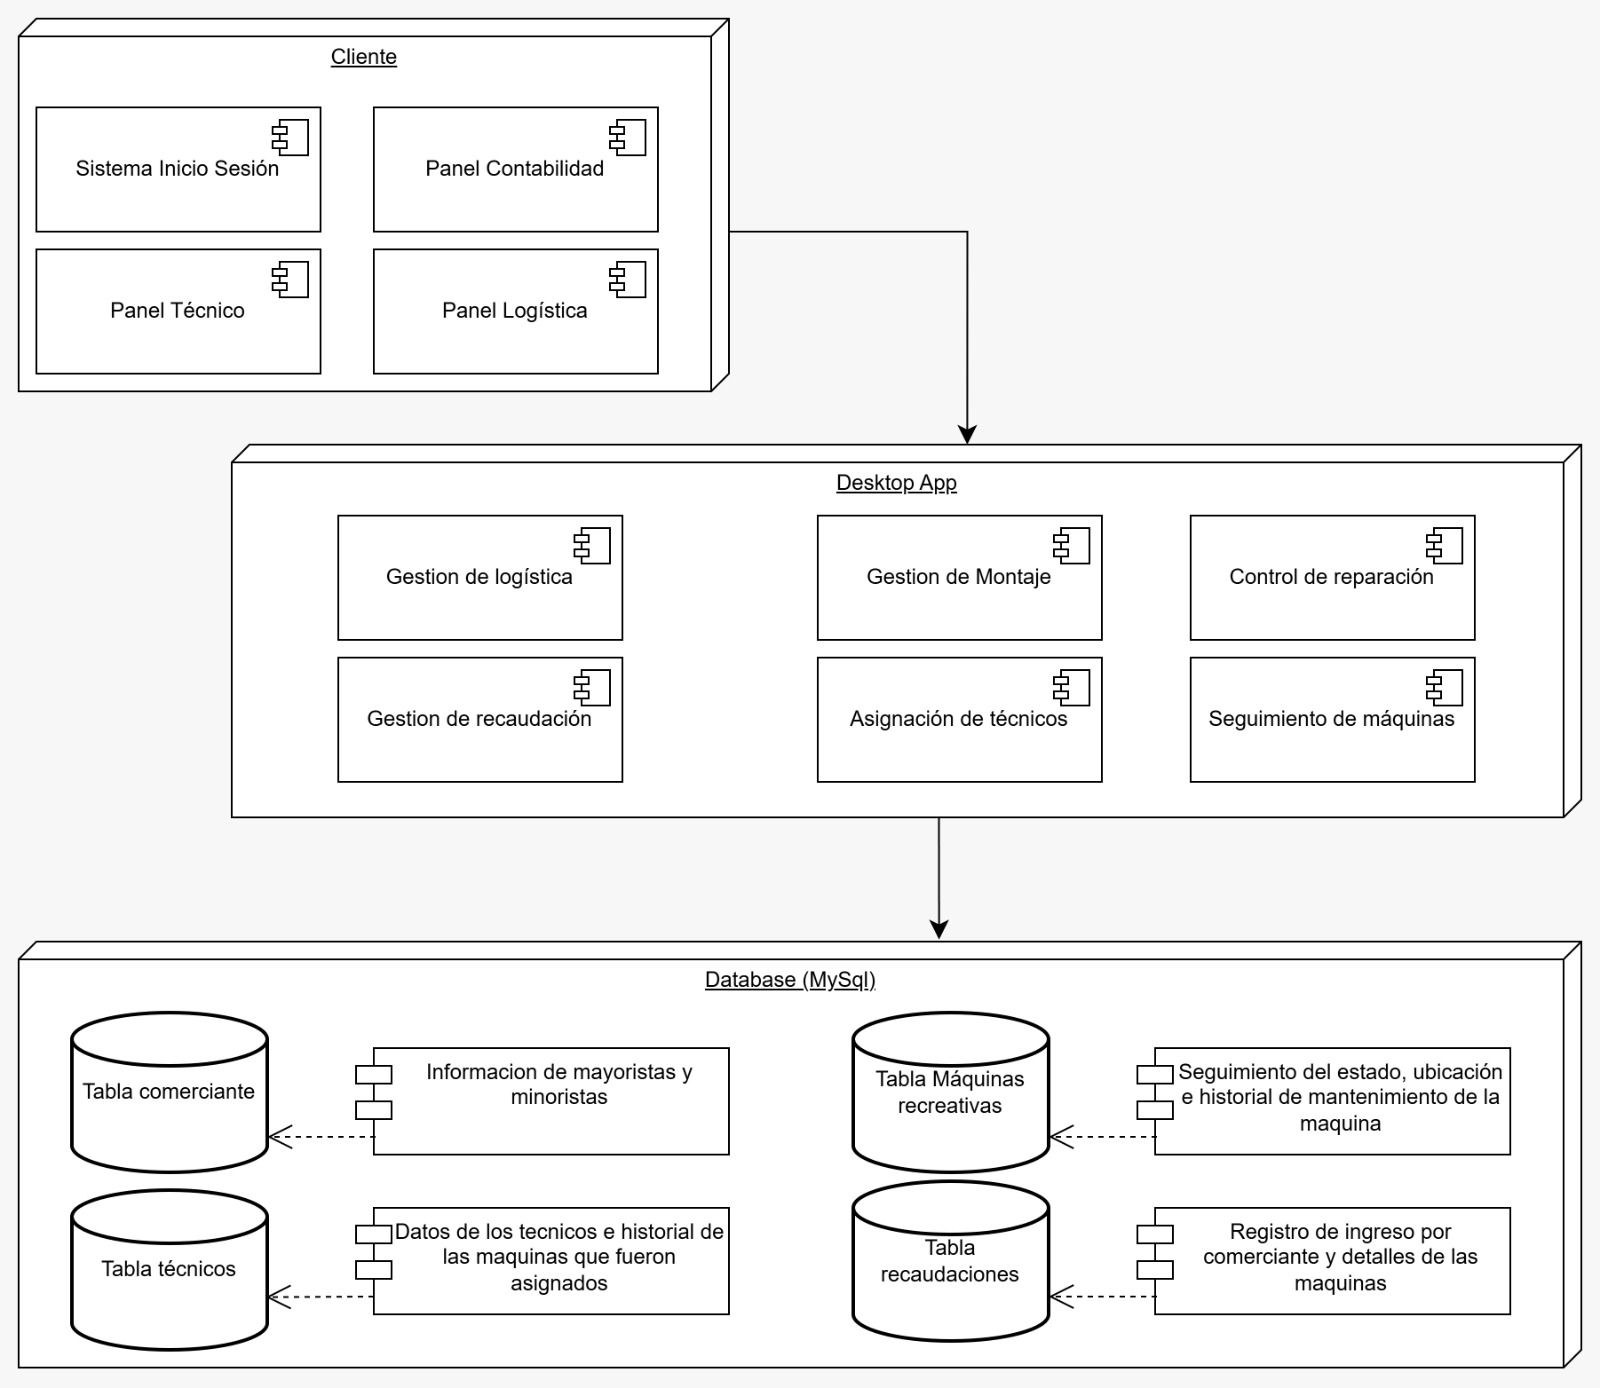 Cliente
Sistema Inicio Sesión
Panel Contabilidad
Panel Técnico
Panel Logística
Desktop App
Gestion de logística
Gestion de Montaje
Control de reparación
Gestion de recaudación
Asignación de técnicos
Seguimiento de máquinas
Database (MySql)
Tabla comerciante
Informacion de mayoristas y
minoristas
Tabla Máquinas
recreativas
Seguimiento del estado, ubicación
e historial de mantenimiento de la
maquina
Tabla técnicos
Datos de los tecnicos e historial de
las maquinas que fueron
asignados
Tabla
recaudaciones
Registro de ingreso por
comerciante y detalles de las
maquinas